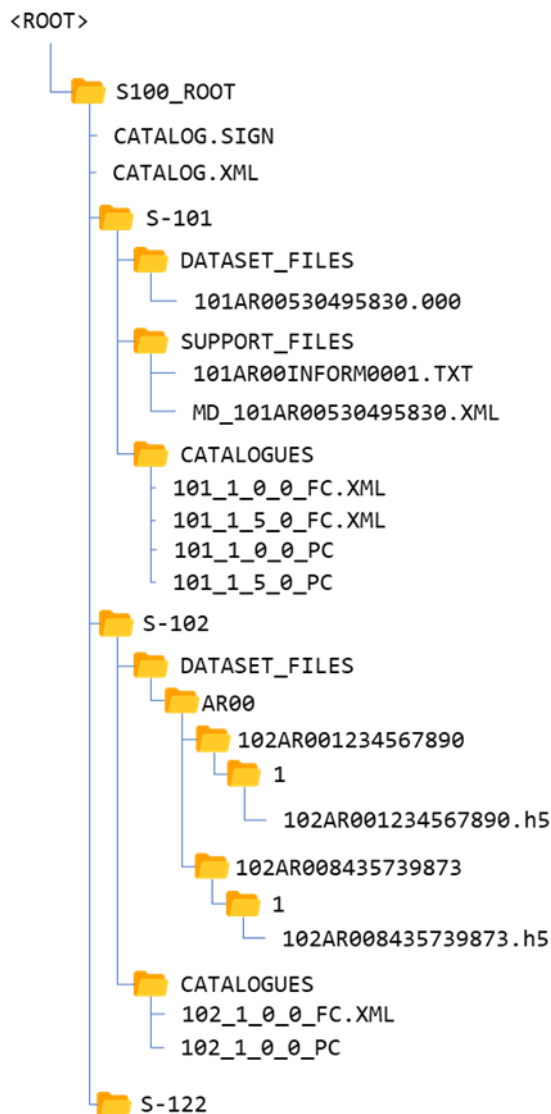 <ROOT>
S100_ROOT
CATALOG.SIGN
CATALOG.XML
S-101
DATASET_FILES
101AR00530495830.000
SUPPORT_FILES
101AR00INFORM0001.TXT
MD_101AR00530495830.XML
CATALOGUES
101_1_0_0_FC.XML
101_1_5_0_FC.XML
101_1_0_0_PC
101_1_5_0_PC
S-102
DATASET_FILES
AR00
102AR001234567890
1
102AR001234567890.h5
102AR008435739873
1
102AR008435739873.h5
CATALOGUES
102_1_0_0_FC.XML
102_1_0_0_PC
S-122